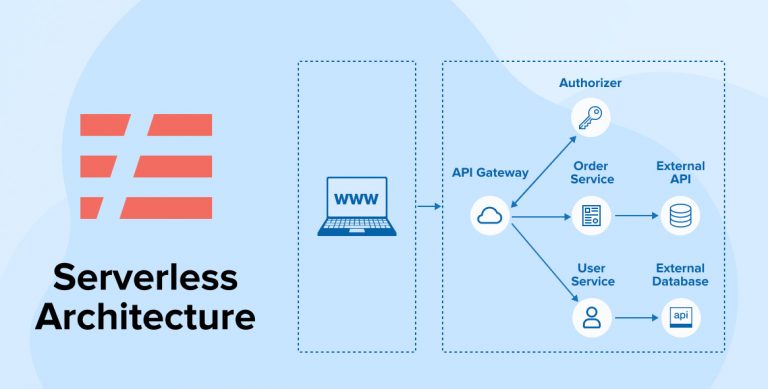 Serverless
Architecture
www
API Gateway
Authorizer
Order
Service
External
API
User
Service
External
Database
api